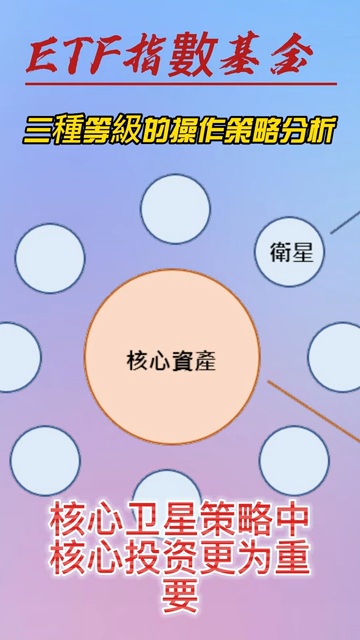 ETF指數基金
三種等級的操作策略分析
衛星
核心資產
核心卫星策略中
核心投资更为重
要